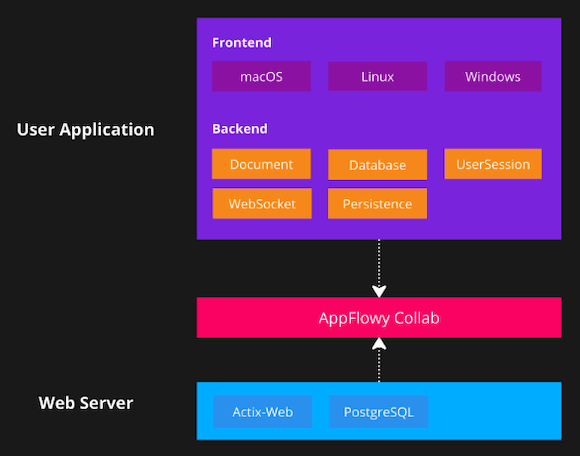 Frontend
macOS Linux Windows
User Application
Backend
Document Database UserSession
WebSocket Persistence
AppFlowy Collab
Web Server
Actix-Web PostgreSQL